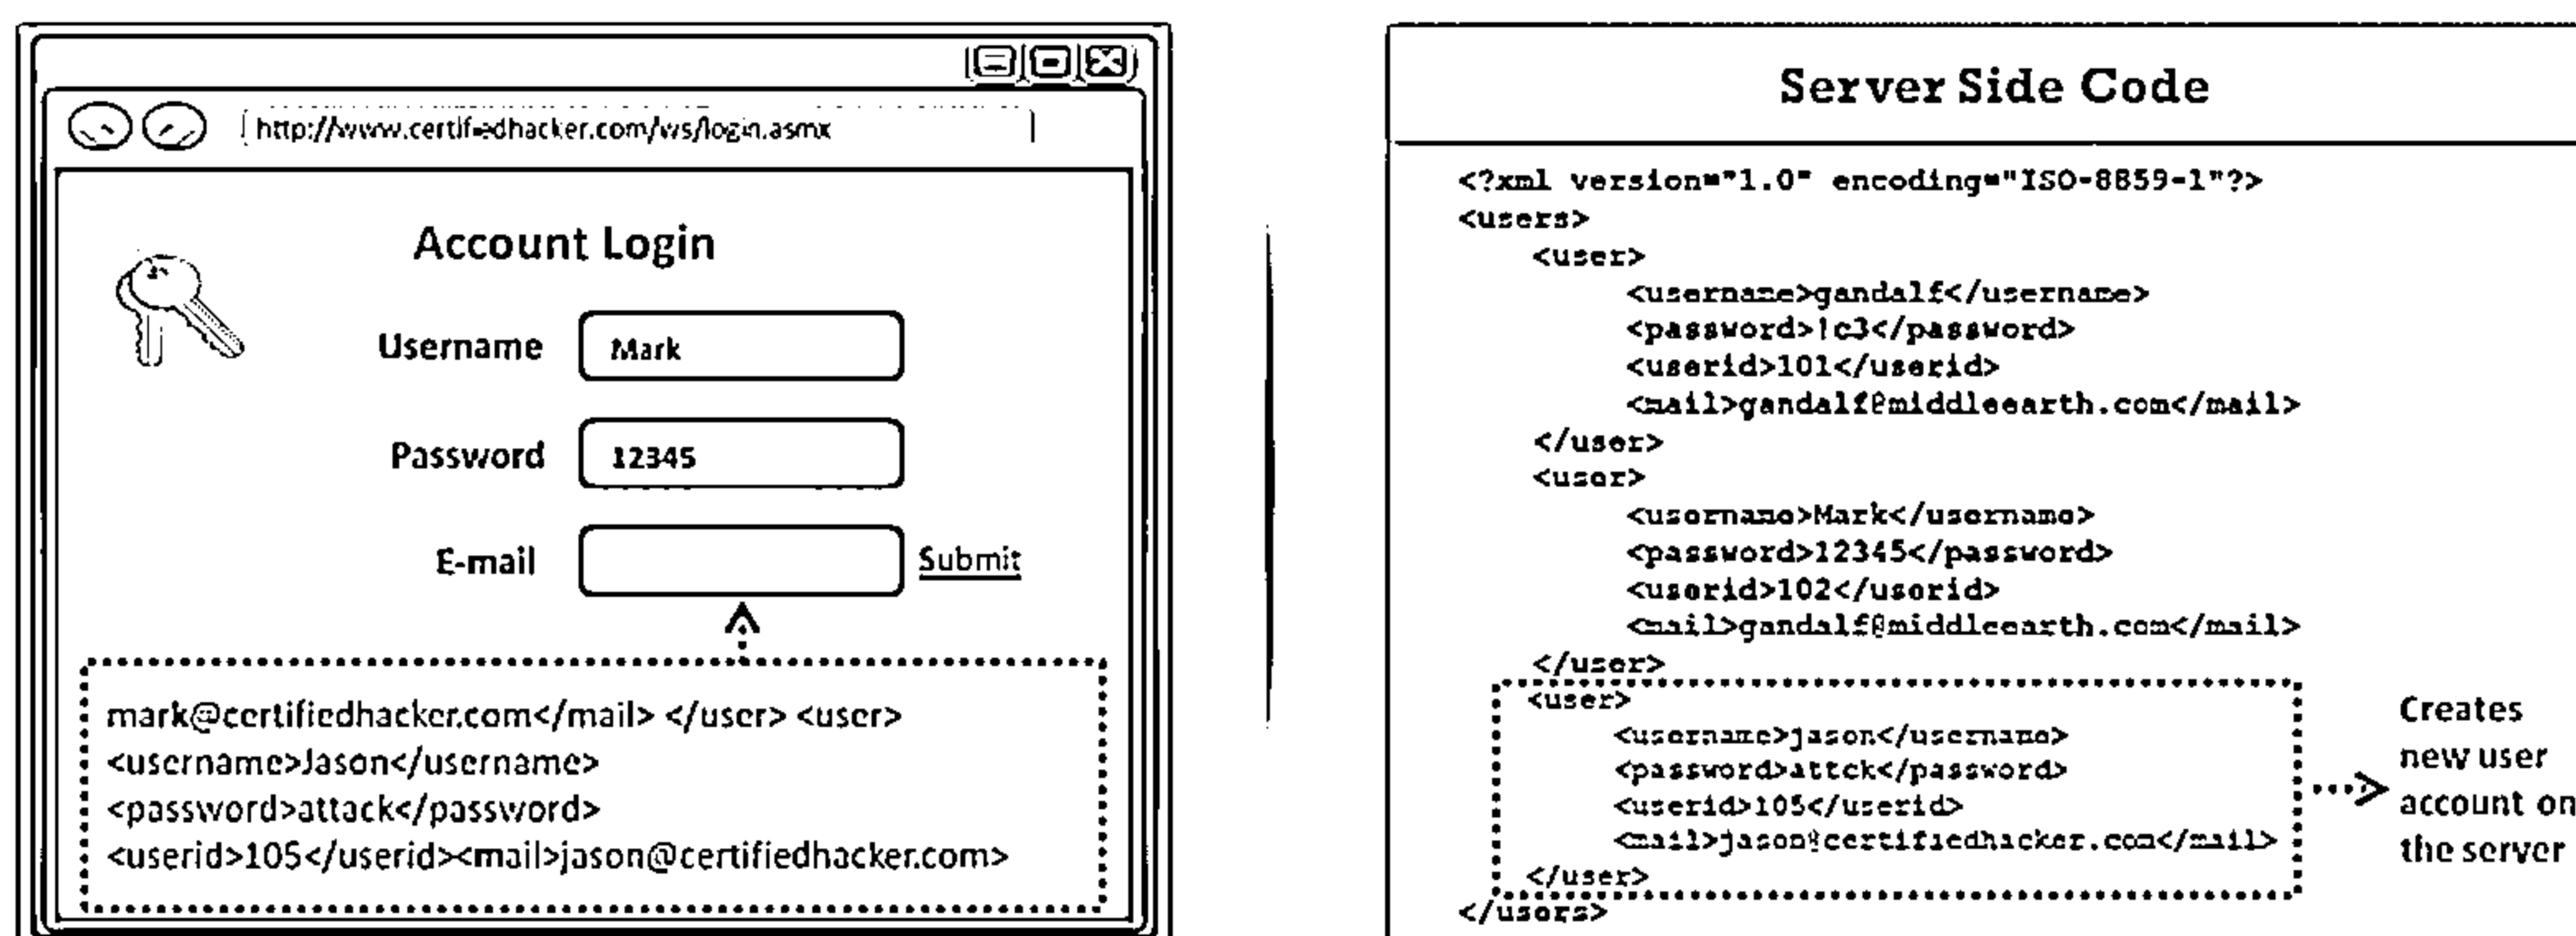 http://www.certifiedhacker.com/ws/login.asmx
Account Login
Username
Mark
Password
12345
E-mail
Submit
mark@certifiedhacker.com</mail> </user> <user>
<username>Jason</username>
<password>attack</password>
<userid>105</userid><mail>jason@certifiedhacker.com>
Server Side Code
<?xml version="1.0" encoding="ISO-8859-1"?>
<users>
<user>
<username>gandalf</username>
<password>!c3</password>
<userid>101</userid>
<mail>gandalf@middleearth.com</mail>
</user>
<user>
<username>Mark</username>
<password>12345</password>
<userid>102</userid>
<mail>gandalf@middleearth.com</mail>
</user>
<user>
<username>jason</username>
<password>attck</password>
<userid>105</userid>
<mail>jason@certifiedhacker.com</mail>
</user>
</users>
Creates
new user
account on
the server